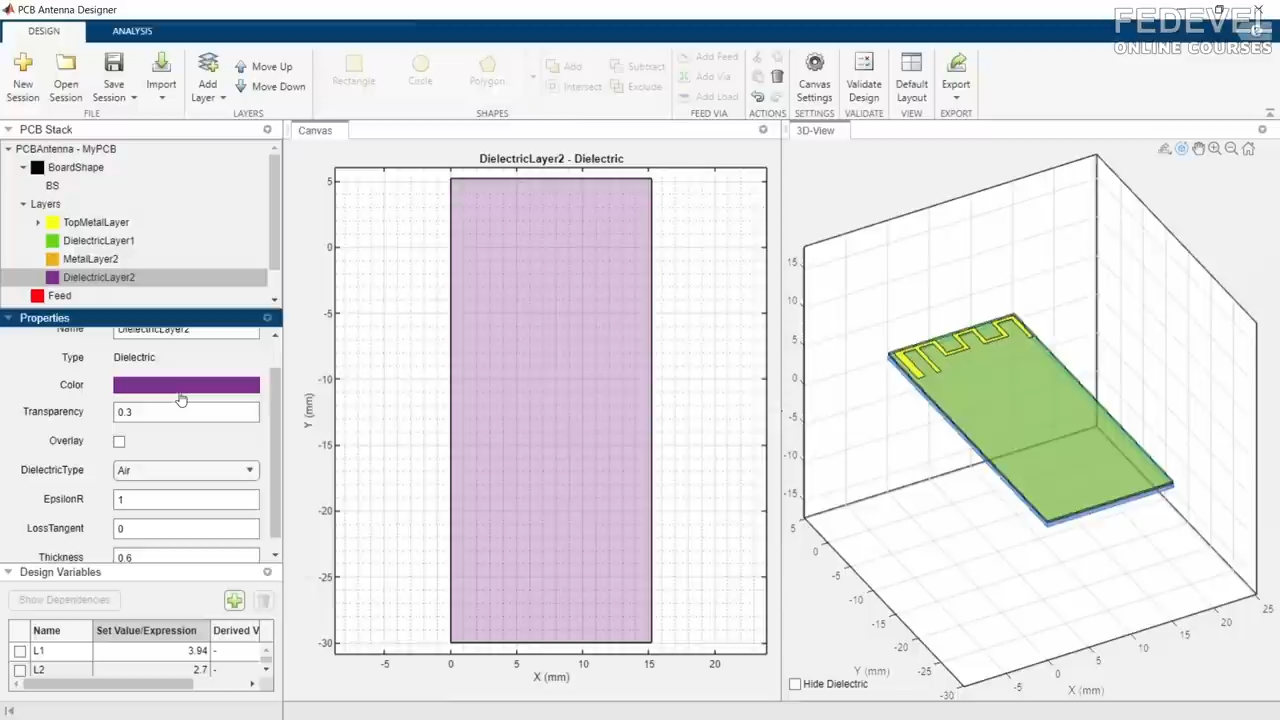 PCB Antenna Designer
FEDEVEL
ONLINE COURSES
DESIGN
ANALYSIS
New Session
Open Session
Save Session
Import
FILE
Add Layer
Move Up
Move Down
LAYERS
Rectangle
Circle
Polygon
Add
Subtract
Intersect
Exclude
SHAPES
Add Feed
Add Via
Add Load
FEED VIA
ACTIONS
Canvas Settings
SETTINGS
Validate Design
VALIDATE
Default Layout
VIEW
Export
EXPORT
PCB Stack
PCBAntenna - MyPCB
BoardShape
BS
Layers
TopMetalLayer
DielectricLayer1
MetalLayer2
DielectricLayer2
Feed
Properties
Name DielectricLayer2
Type Dielectric
Color
Transparency 0.3
Overlay
DielectricType Air
EpsilonR 1
LossTangent 0
Thickness 0.6
Design Variables
Show Dependencies
Name Set Value/Expression Derived V
L1 3.94 -
L2 2.7 -
Canvas
DielectricLayer2 - Dielectric
5
0
-5
-10
-15
-20
-25
-30
Y (mm)
-5 0 5 10 15 20
X (mm)
3D-View
15
10
5
0
-5
-10
-15
5
0
-5
-10
-15
-20
-25
-30
Y (mm)
-5
0
5
10
15
20
25
X (mm)
Hide Dielectric